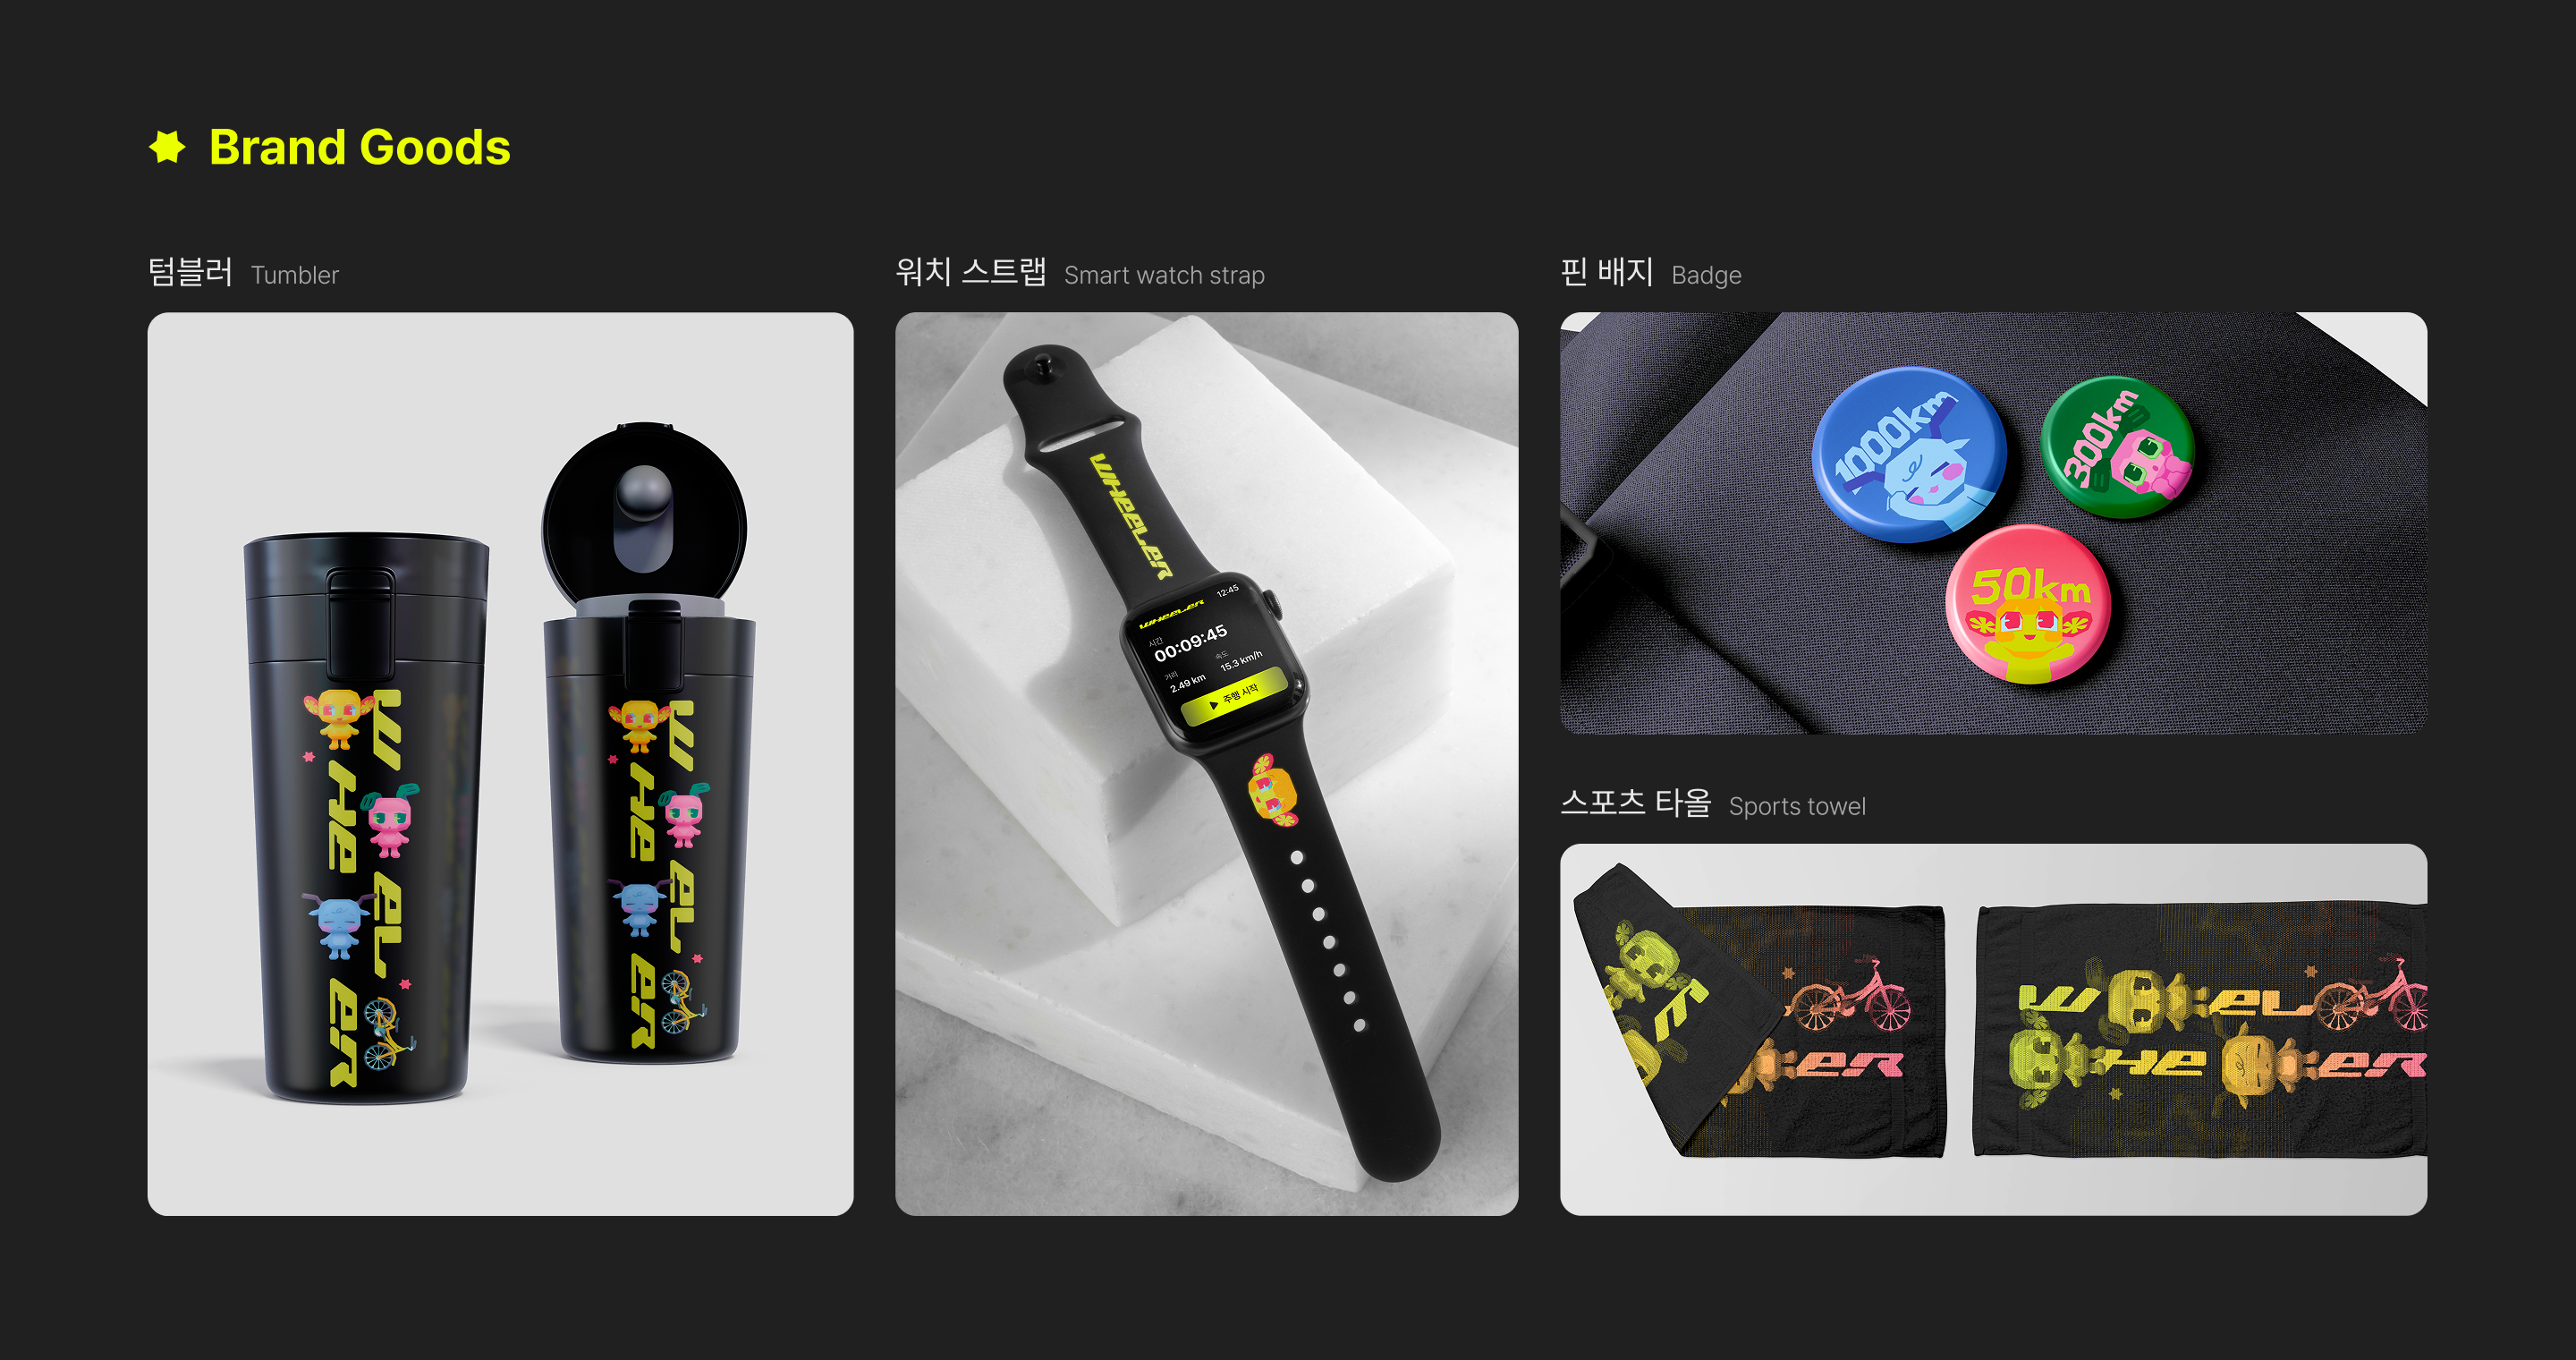 Brand Goods
텀블러 Tumbler
W
He
eL
eR
W
He
eL
eR
워치 스트랩 Smart watch strap
WHeeLeR
WHeeLeR
12:45
시간
00:09:45
거리
2.49 km
속도
15.3 km/h
주행 시작
핀 배지 Badge
1000km
300km
50km
스포츠 타올 Sports towel
eR
W eL
He eR